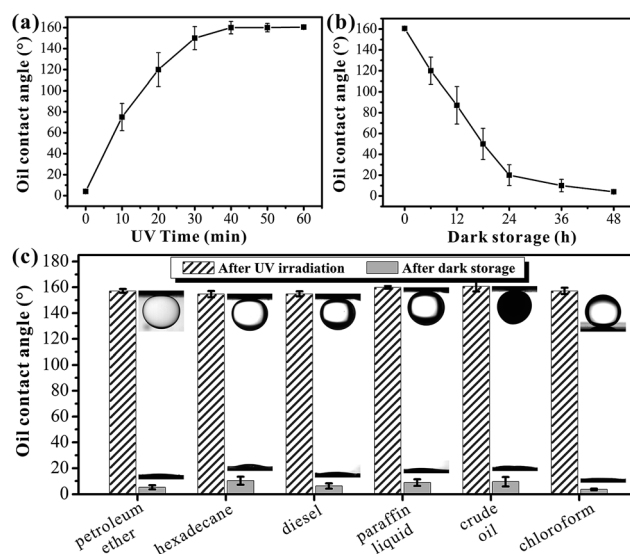 (a)
160
140
120
100
80
60
40
20
0
Oil contact angle (°)
0 10 20 30 40 50 60
UV Time (min)
(b)
160
140
120
100
80
60
40
20
0
Oil contact angle (°)
0 12 24 36 48
Dark storage (h)
(c)
180
160
140
120
100
80
60
40
20
0
Oil contact angle (°)
After UV irradiation After dark storage
petroleum
ether
hexadecane
diesel
paraffin
liquid
crude
oil
chloroform